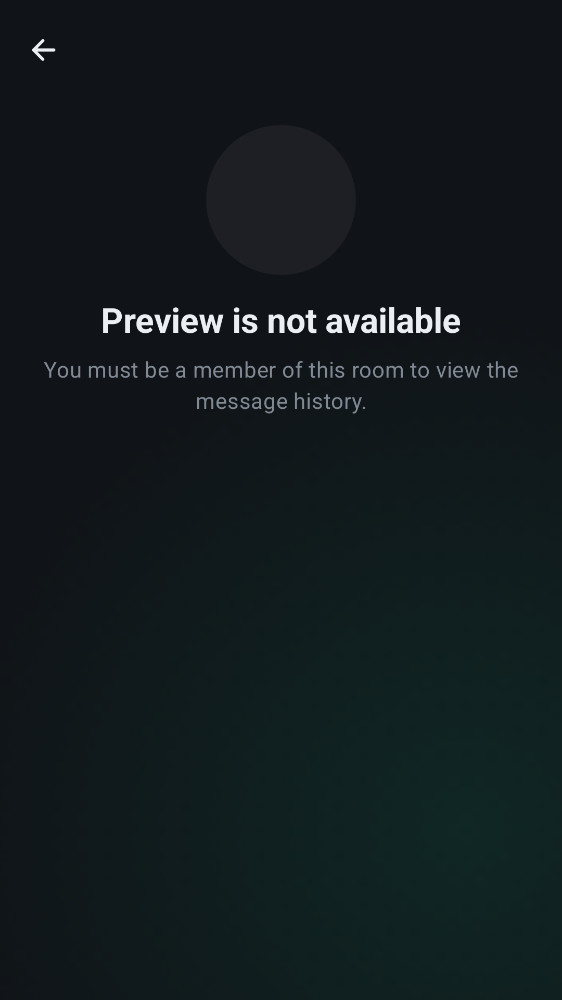 Preview is not available
You must be a member of this room to view the
message history.